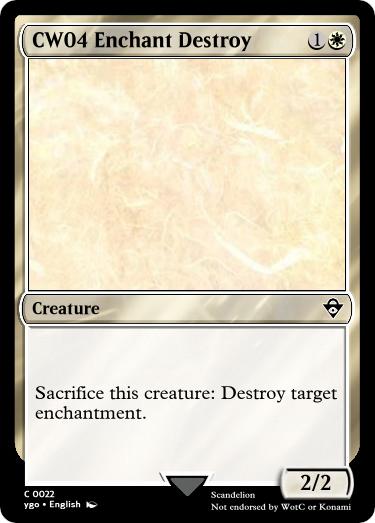 CW04 Enchant Destroy 1
Creature
Sacrifice this creature: Destroy target
enchantment.
2/2
C 0022
ygo • English
Scandelion
Not endorsed by WotC or Konami